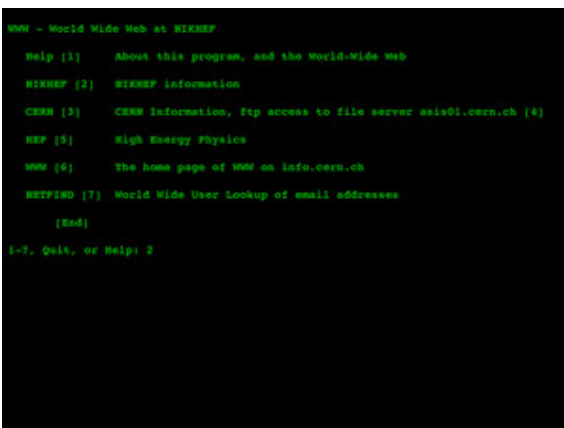 WWW - World Wide Web at NIKHEF
Help [1] About this program, and the World-Wide Web
NIKHEF [2] NIKHEF information
CERN [3] CERN Information, ftp access to file server asis01.cern.ch [4]
HEP [5] High Energy Physics
WWW [6] The home page of WWW on info.cern.ch
NETFIND [7] World Wide User Lookup of email addresses
[End]
1-7, Quit, or Help: 2